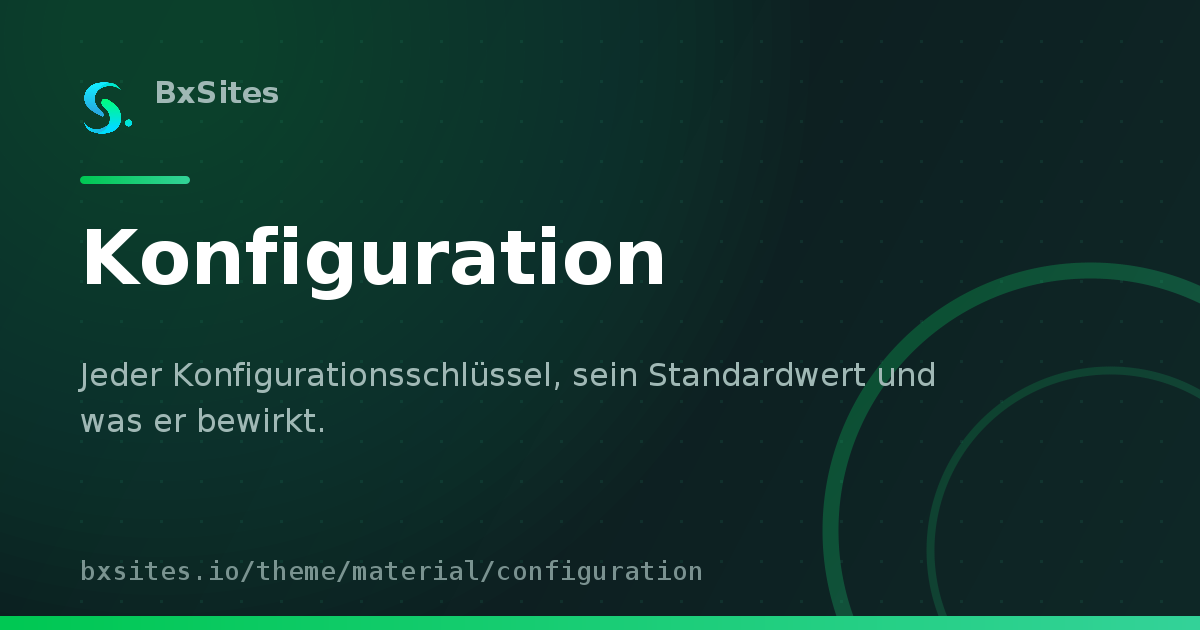 BxSites
Konfiguration
Jeder Konfigurationsschlüssel, sein Standardwert und
was er bewirkt.
bxsites.io/theme/material/configuration